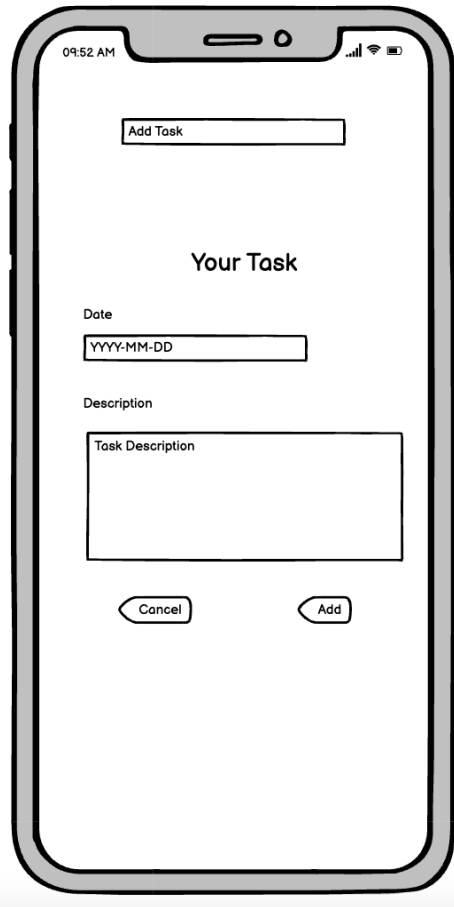 09:52 AM
Add Task
Your Task
Date
YYYY-MM-DD
Description
Task Description
Cancel
Add